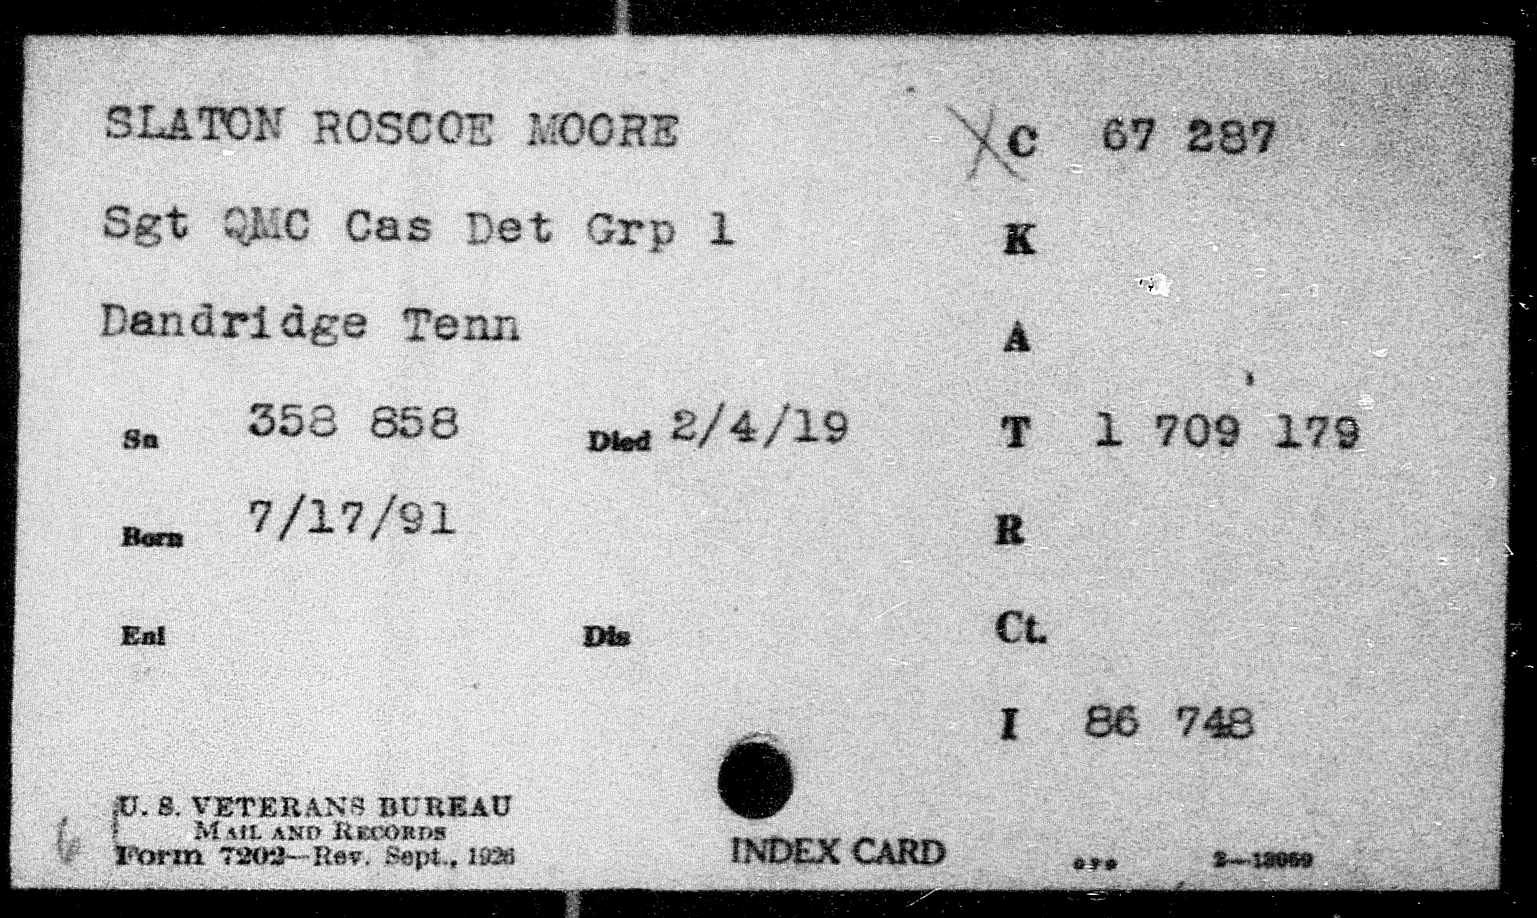 SLATON ROSCOE MOORE
C 67 287
Sgt QMC Cas Det Grp 1
K
Dandridge Tenn
A
Sn 358 858
Died 2/4/19
T 1 709 179
Born 7/17/91
R
Enl
Dis
Ct.
I 86 748
U. S. VETERANS BUREAU
MAIL AND RECORDS
Form 7202—Rev. Sept., 1926
INDEX CARD